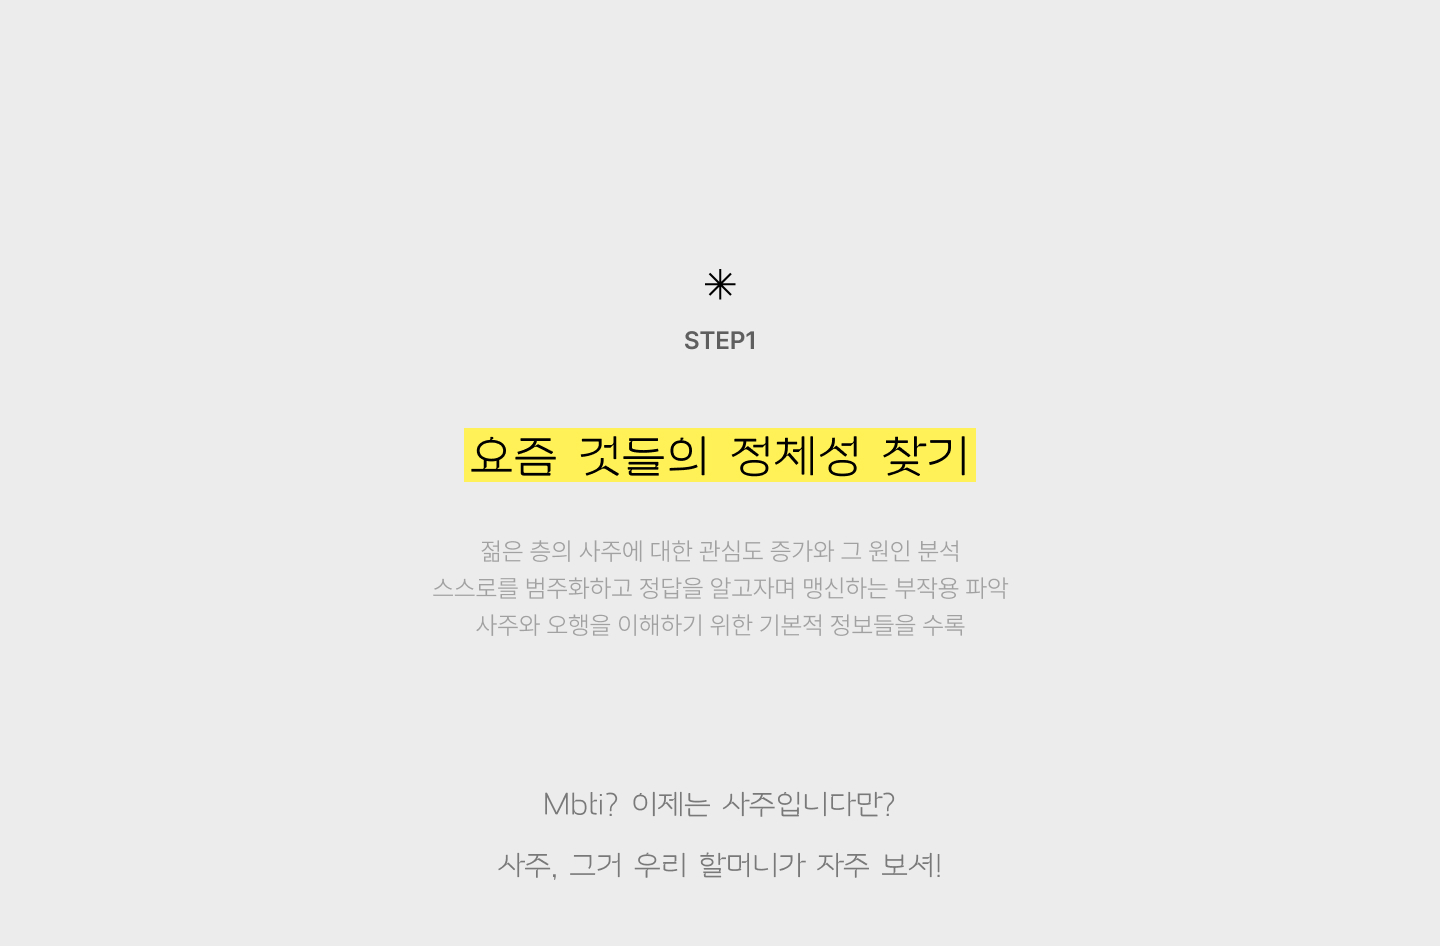 STEP1
요즘 것들의 정체성 찾기
젊은 층의 사주에 대한 관심도 증가와 그 원인 분석
스스로를 범주화하고 정답을 알고자며 맹신하는 부작용 파악
사주와 오행을 이해하기 위한 기본적 정보들을 수록
Mbti? 이제는 사주입니다만?
사주, 그거 우리 할머니가 자주 보셔!